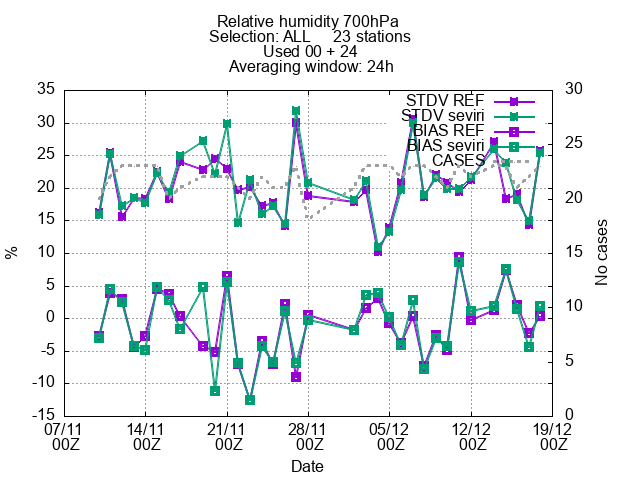 Relative humidity 700hPa
Selection: ALL 23 stations
Used 00 + 24
Averaging window: 24h
STDV REF
STDV seviri
BIAS REF
BIAS seviri
CASES
35
30
25
20
15
10
5
0
-5
-10
-15
%
30
25
20
15
10
5
0
No cases
07/11 14/11 21/11 28/11 05/12 12/12 19/12
00Z 00Z 00Z 00Z 00Z 00Z 00Z
Date